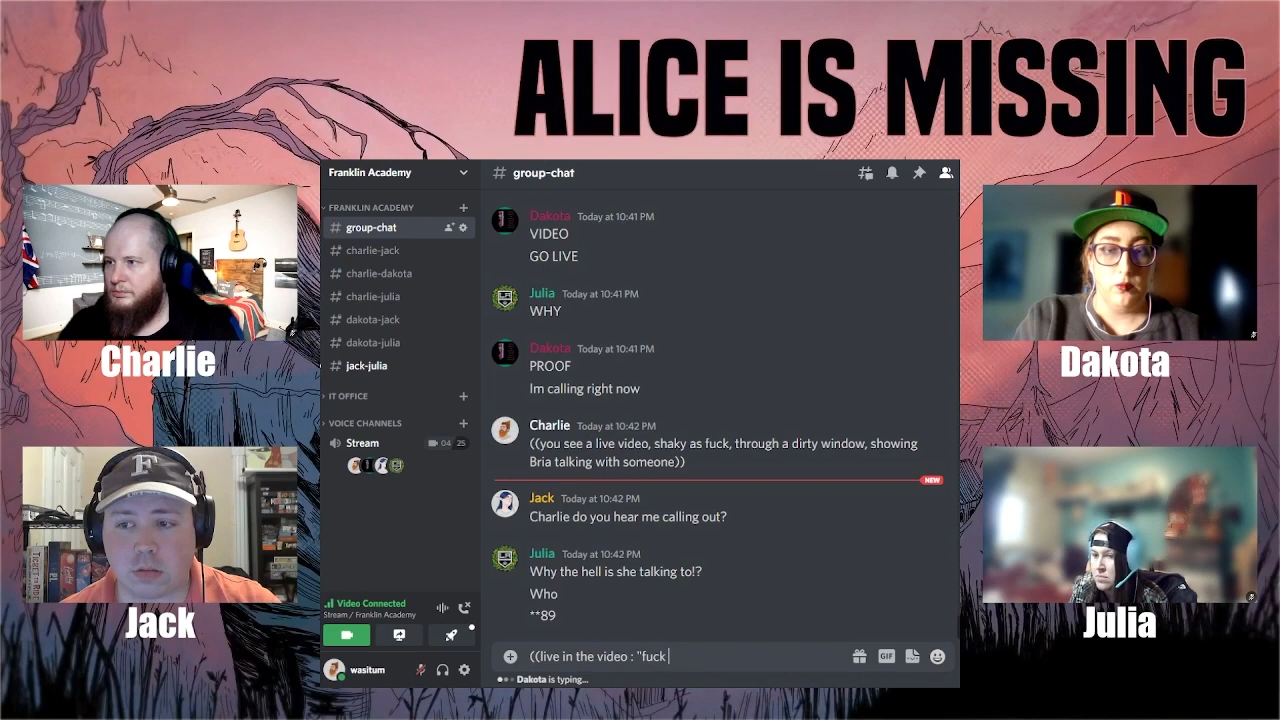 ALICE IS MISSING
Franklin Academy
FRANKLIN ACADEMY
group-chat
charlie-jack
charlie-dakota
charlie-julia
dakota-jack
dakota-julia
jack-julia
IT OFFICE
VOICE CHANNELS
Stream
04 25
Video Connected
Stream / Franklin Academy
wasitum
# group-chat
Dakota Today at 10:41 PM
VIDEO
GO LIVE
Julia Today at 10:41 PM
WHY
Dakota Today at 10:41 PM
PROOF
Im calling right now
Charlie Today at 10:42 PM
((you see a live video, shaky as fuck, through a dirty window, showing
Bria talking with someone))
NEW
Jack Today at 10:42 PM
Charlie do you hear me calling out?
Julia Today at 10:42 PM
Why the hell is she talking to!?
Who
**89
((live in the video : "fuck
GIF
Dakota is typing...
Charlie
Dakota
F
TICKET TO RIDE
Jack
Julia